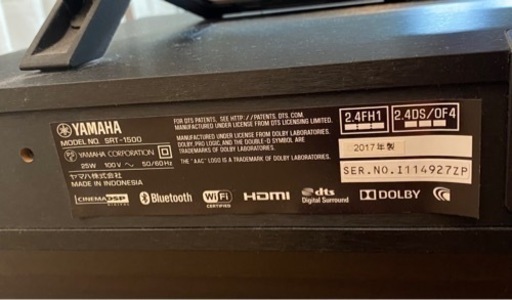 YAMAHA
MODEL NO. SRT-1500
YAMAHA CORPORATION
25W 100V ～ 50/60Hz
ヤマハ株式会社
MADE IN INDONESIA
FOR DTS PATENTS, SEE HTTP://PATENTS. DTS. COM.
MANUFACTURED UNDER LICENSE FROM DTS LICENSING LIMITED.
MANUFACTURED UNDER LICENSE FROM DOLBY LABORATORIES.
DOLBY, PRO LOGIC, AND THE DOUBLE-D SYMBOL ARE
TRADEMARKS OF DOLBY LABORATORIES.
THE "AAC" LOGO IS A TRADEMARK OF DOLBY LABORATORIES.
2.4FH1 2.4DS/OF4
2017年製
SER.NO.I114927ZP
CINEMA DSP DIGITAL
Bluetooth
Wi Fi CERTIFIED
HDMI
dts Digital Surround
DOLBY